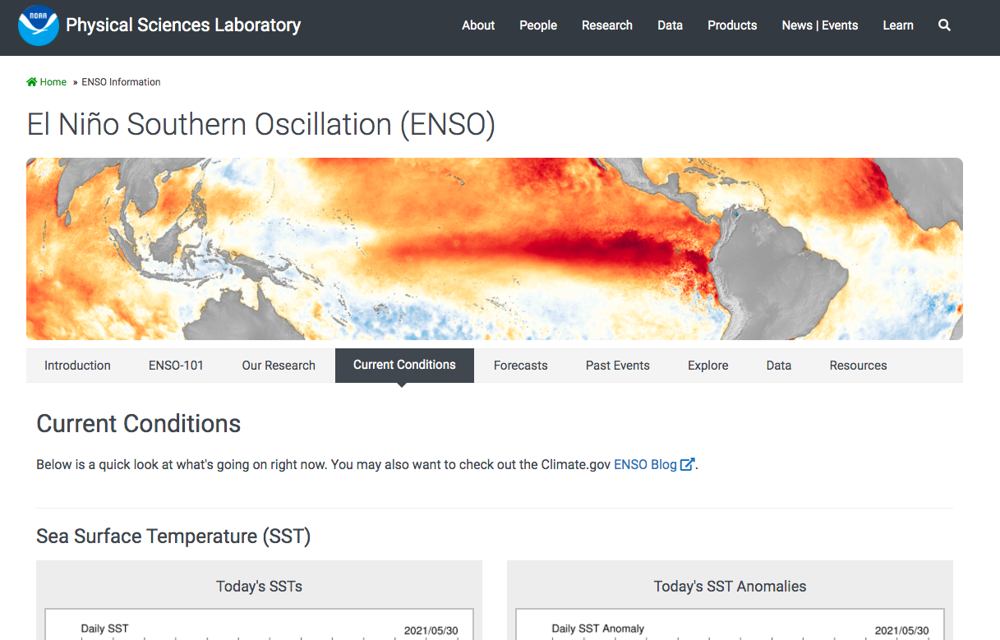 NOAA
Physical Sciences Laboratory
About People Research Data Products News | Events Learn
Home » ENSO Information
El Niño Southern Oscillation (ENSO)
Introduction ENSO-101 Our Research Current Conditions Forecasts Past Events Explore Data Resources
Current Conditions
Below is a quick look at what's going on right now. You may also want to check out the Climate.gov ENSO Blog.
Sea Surface Temperature (SST)
Today's SSTs
Today's SST Anomalies
Daily SST 2021/05/30
Daily SST Anomaly 2021/05/30